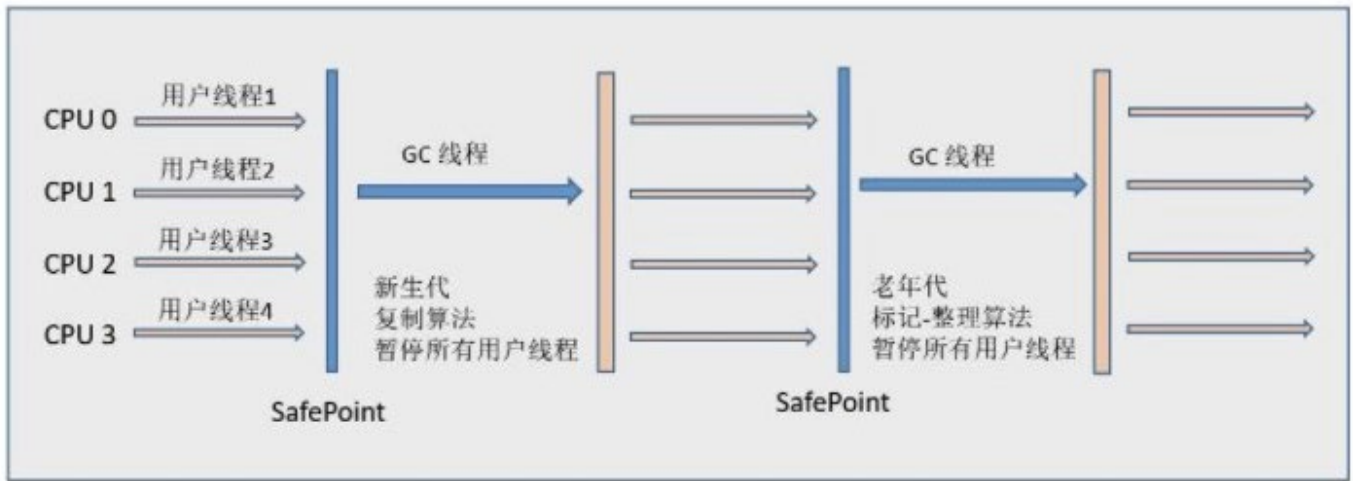 CPU 0
用户线程1
CPU 1
用户线程2
CPU 2
用户线程3
CPU 3
用户线程4
SafePoint
GC 线程
新生代
复制算法
暂停所有用户线程
SafePoint
GC 线程
老年代
标记-整理算法
暂停所有用户线程